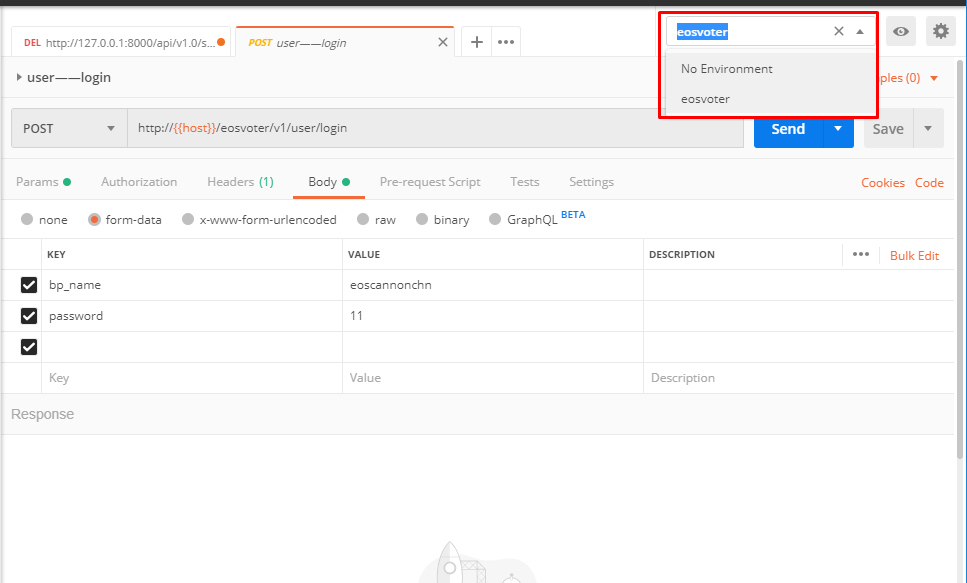 DEL http://127.0.0.1:8000/api/v1.0/s...
POST user——login
eosvoter
No Environment
eosvoter
user——login
ples (0)
POST
http://{{host}}/eosvoter/v1/user/login
Send
Save
Params
Authorization
Headers (1)
Body
Pre-request Script
Tests
Settings
Cookies Code
none
form-data
x-www-form-urlencoded
raw
binary
GraphQL BETA
KEY
VALUE
DESCRIPTION
Bulk Edit
bp_name
eoscannonchn
password
11
Key
Value
Description
Response